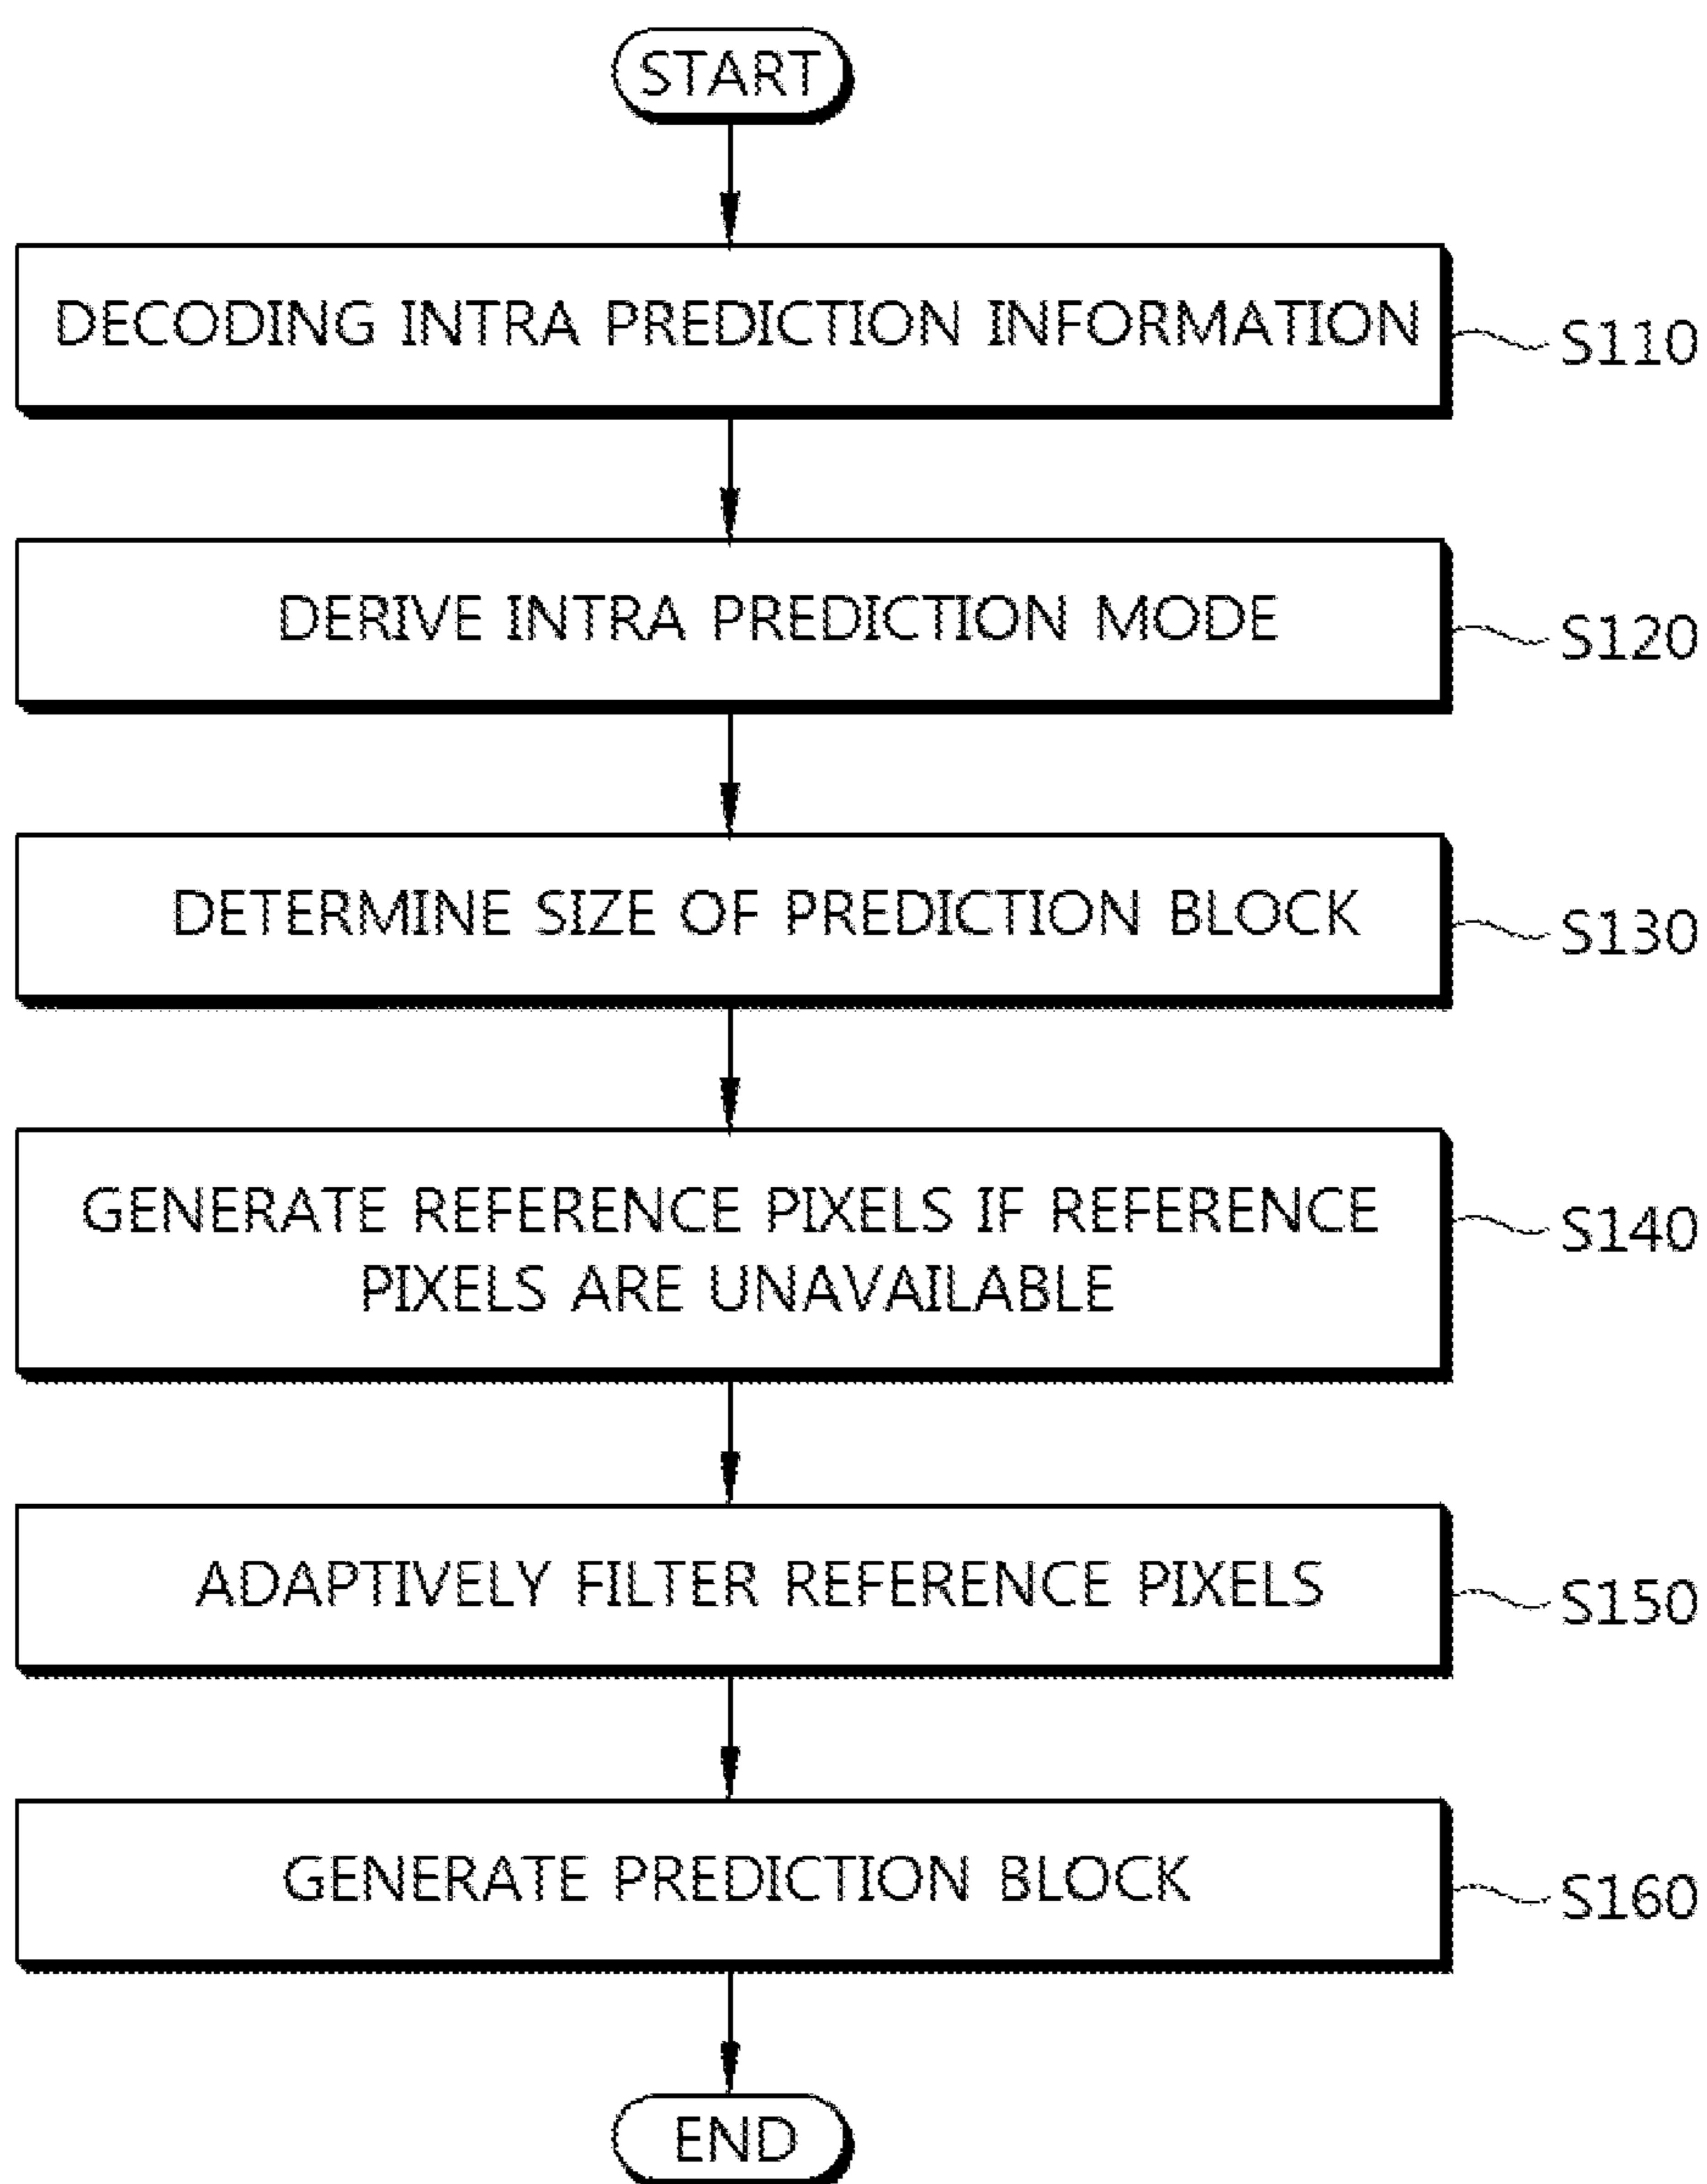 START
DECODING INTRA PREDICTION INFORMATION
S110
DERIVE INTRA PREDICTION MODE
S120
DETERMINE SIZE OF PREDICTION BLOCK
S130
GENERATE REFERENCE PIXELS IF REFERENCE
PIXELS ARE UNAVAILABLE
S140
ADAPTIVELY FILTER REFERENCE PIXELS
S150
GENERATE PREDICTION BLOCK
S160
END